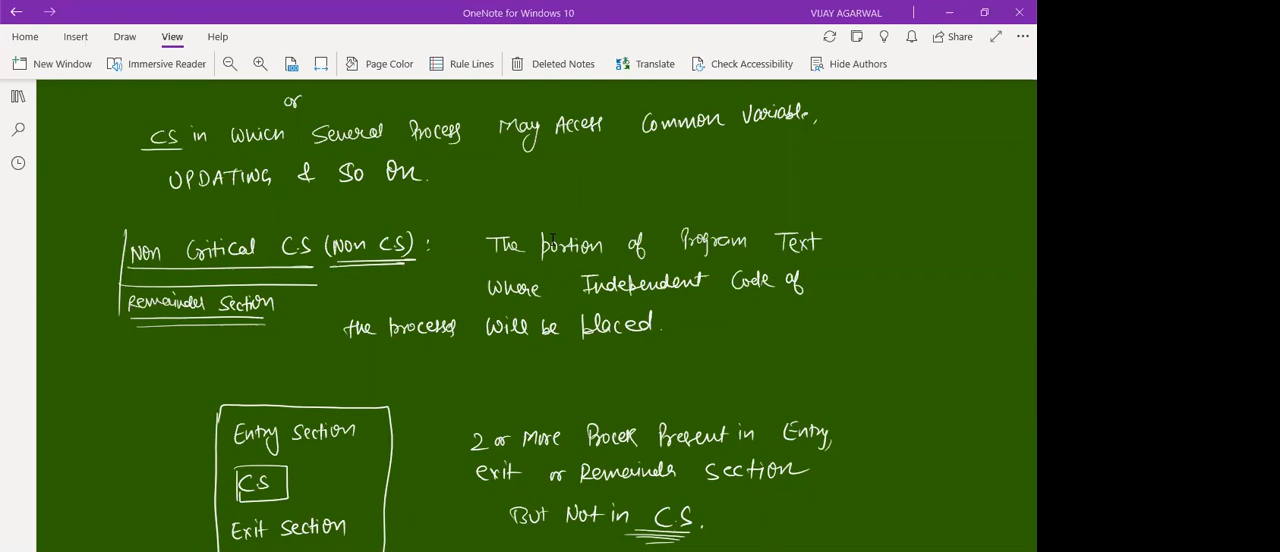 OneNote for Windows 10
VIJAY AGARWAL
Home Insert Draw View Help
Share
New Window Immersive Reader Page Color Rule Lines Deleted Notes Translate Check Accessibility Hide Authors
or
CS in which Several Process May Access Common Variable,
UPDATING & So On.
Non Critical C.S (Non CS) : The portion of Program Text
where Independent Code of
Remainder Section
the process will be placed.
Entry section
2 or More Process Present in Entry,
exit or Remainder Section
CS
But Not in C.S.
Exit section